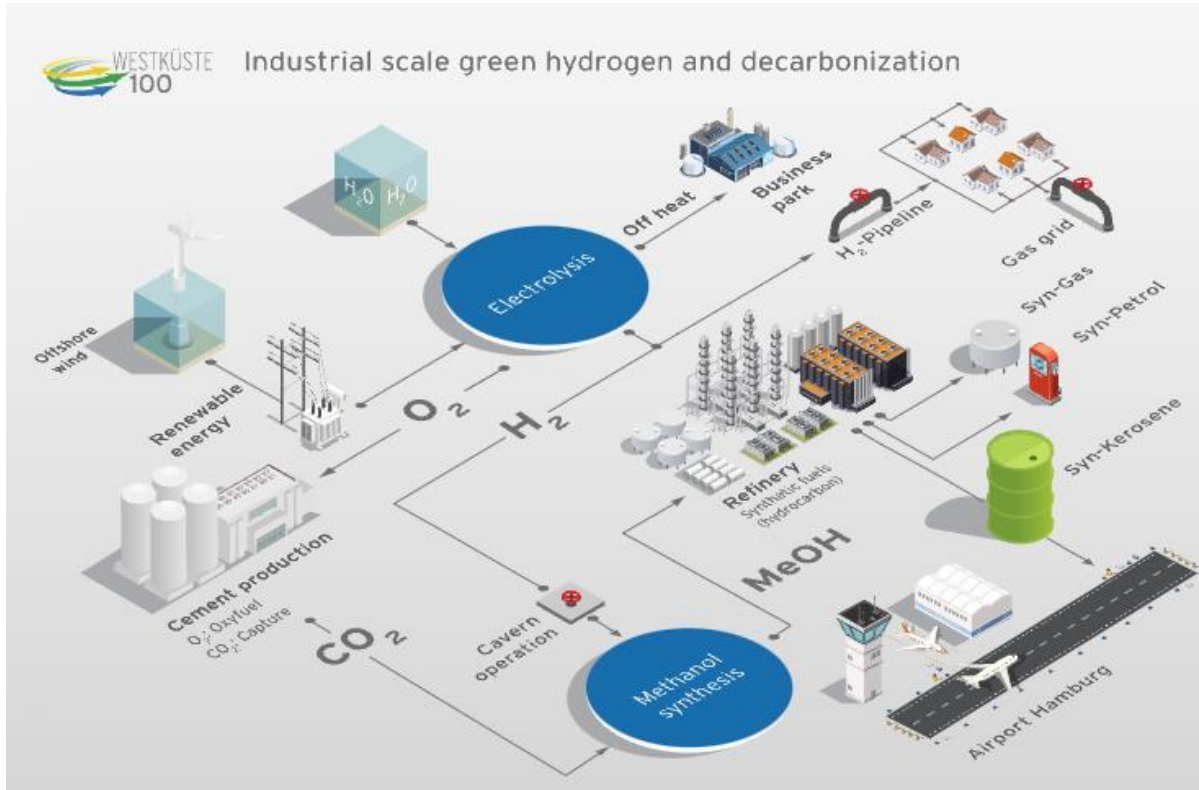 WESTKÜSTE
100
Industrial scale green hydrogen and decarbonization
H₂O H₂O
Electrolysis
Off heat
Business
park
H₂-Pipeline
Gas grid
Offshore
wind
Renewable
energy
O₂
H₂
Syn-Gas
Syn-Petrol
Syn-Kerosene
Refinery
Synthetic fuels
(hydrocarbon)
Cement production
O₂: Oxyfuel
CO₂: Capture
CO₂
Cavern
operation
MeOH
Methanol
synthesis
Airport Hamburg